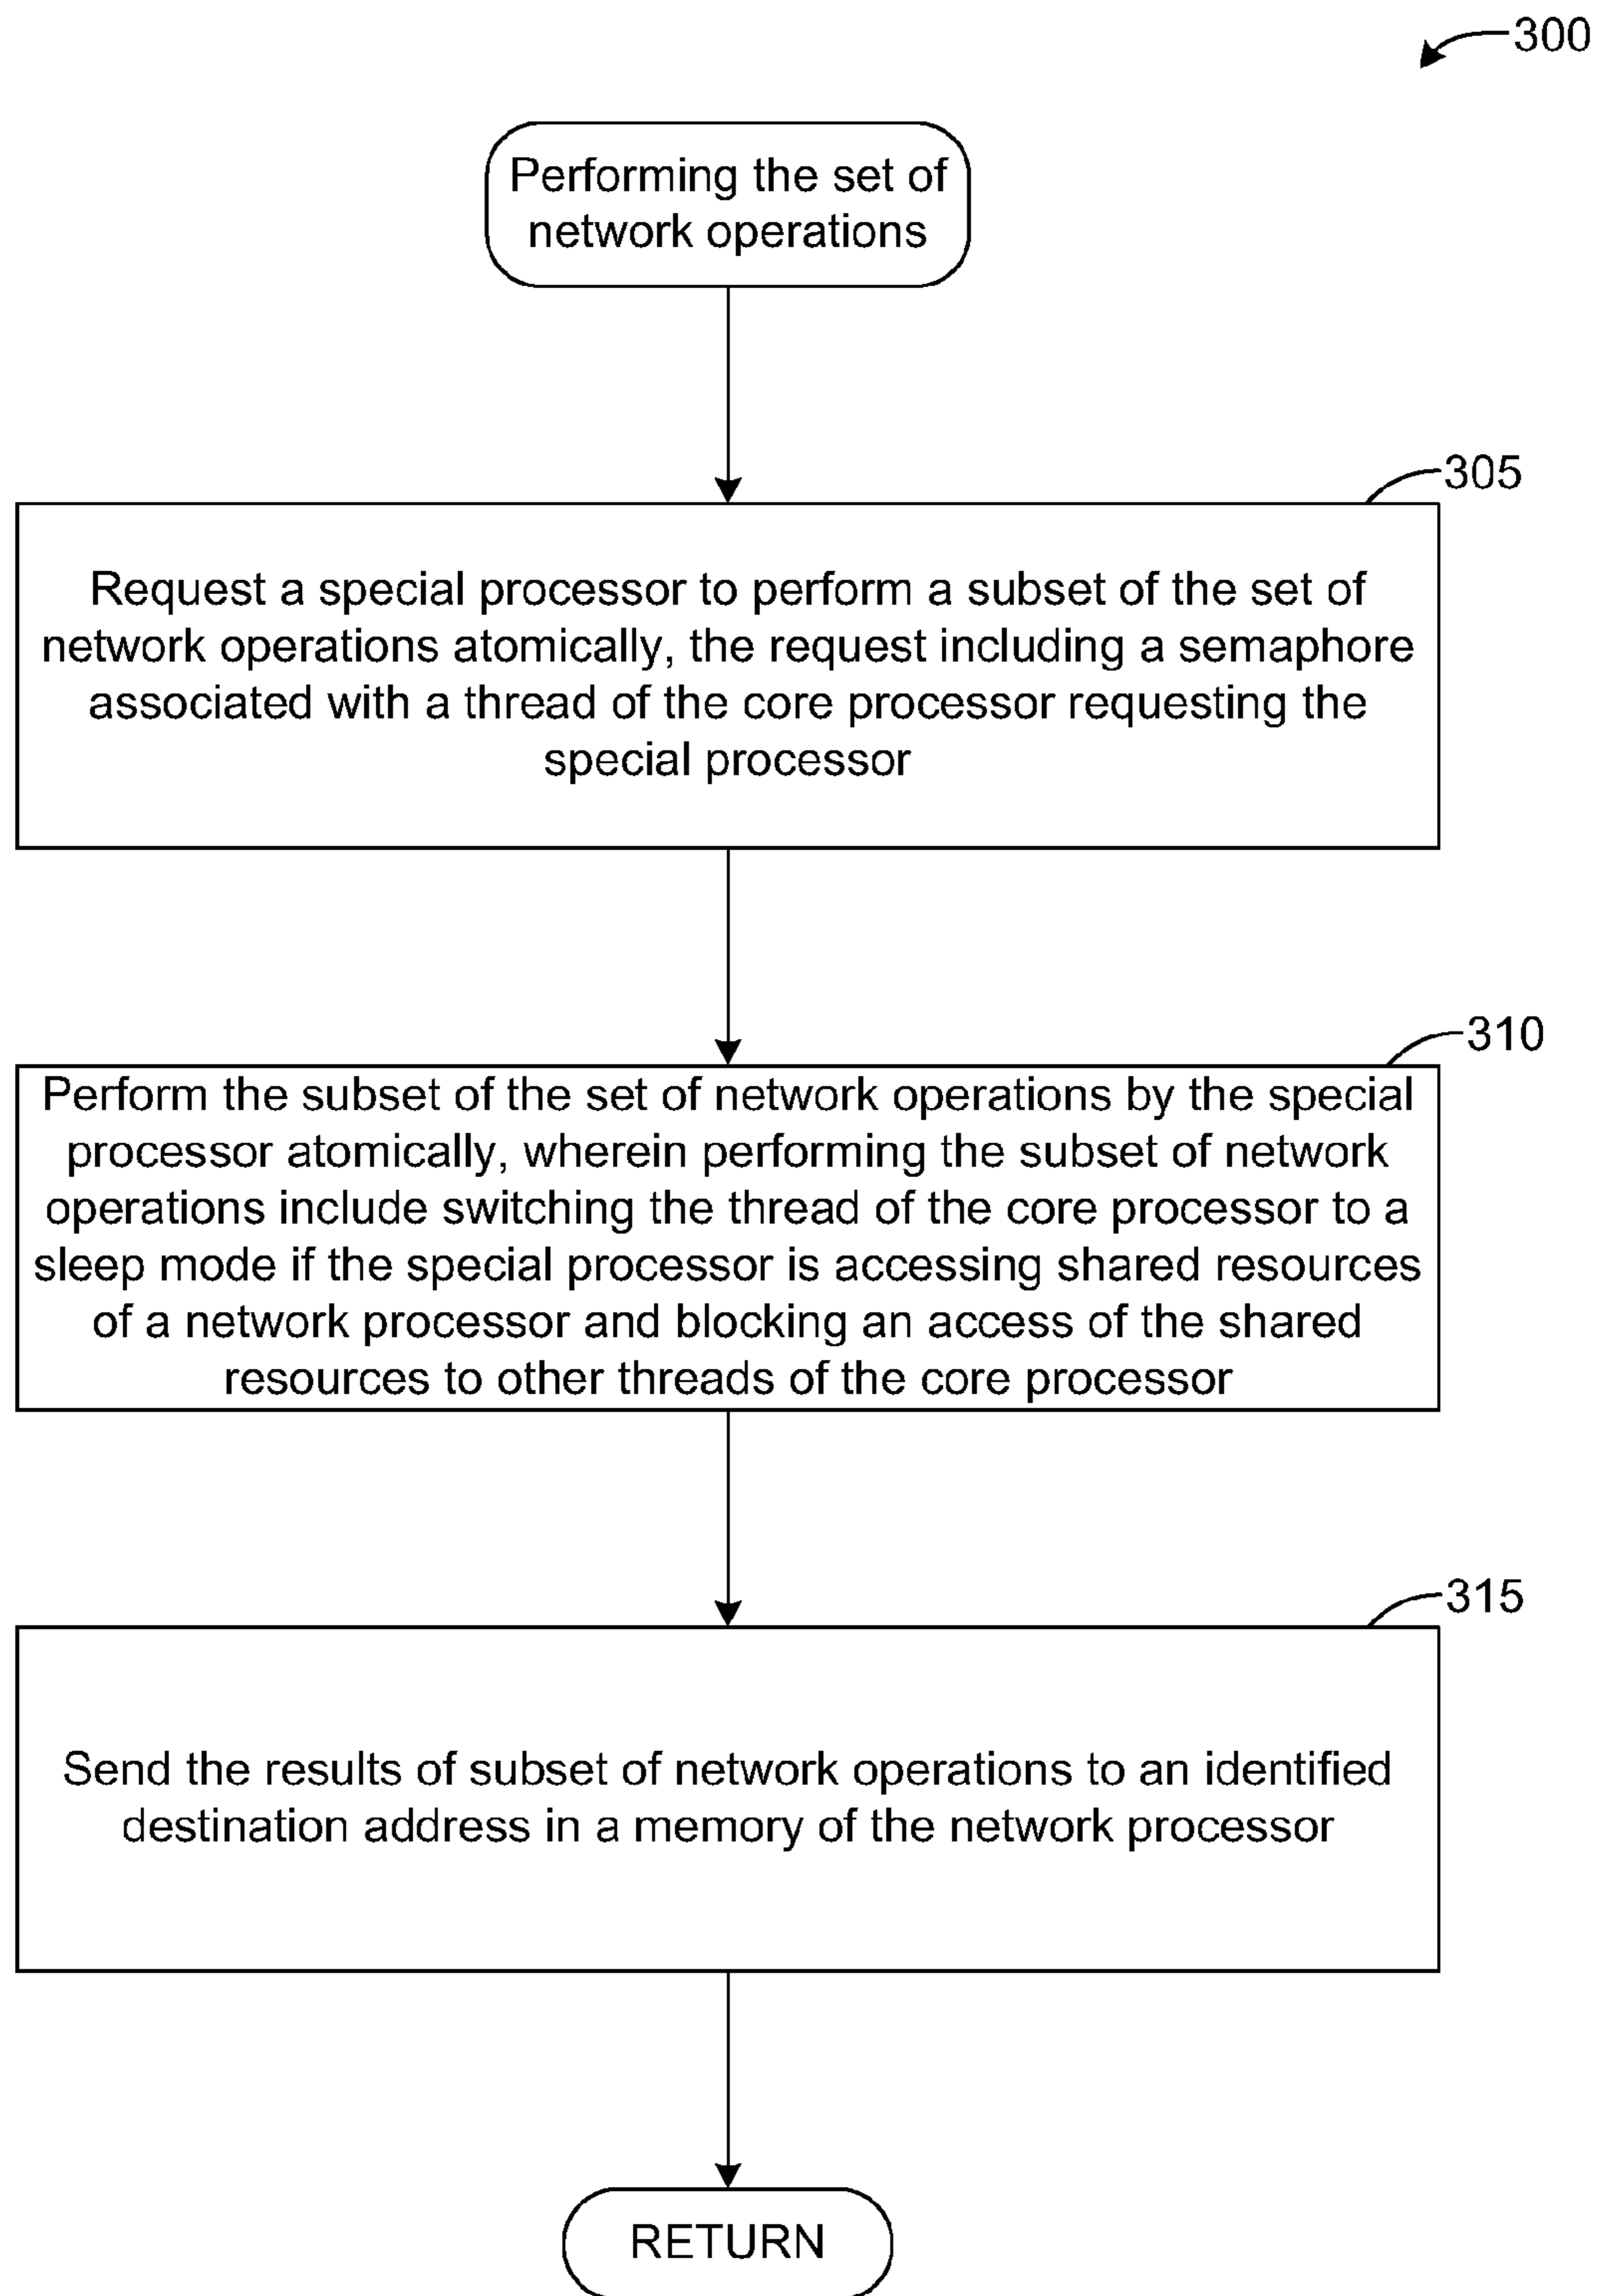 300
Performing the set of
network operations
305
Request a special processor to perform a subset of the set of
network operations atomically, the request including a semaphore
associated with a thread of the core processor requesting the
special processor
310
Perform the subset of the set of network operations by the special
processor atomically, wherein performing the subset of network
operations include switching the thread of the core processor to a
sleep mode if the special processor is accessing shared resources
of a network processor and blocking an access of the shared
resources to other threads of the core processor
315
Send the results of subset of network operations to an identified
destination address in a memory of the network processor
RETURN